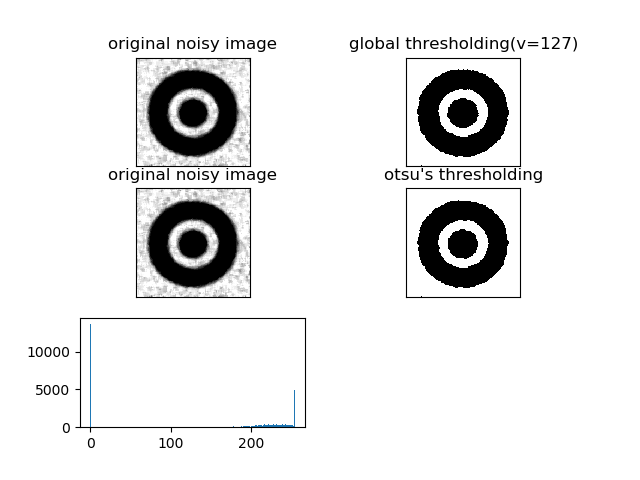 original noisy image
global thresholding(v=127)
original noisy image
otsu's thresholding
10000
5000
0
0
100
200